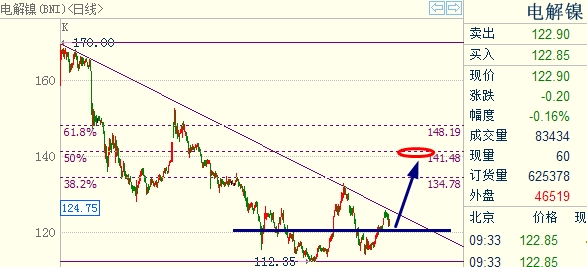 电解镍(BNI)<日线>
K
170.00
160
61.8%
148.19
140
50%
141.48
38.2%
134.78
124.75
120
112.95
电解镍
卖出 122.90
买入 122.85
现价 122.90
涨跌 -0.20
幅度 -0.16%
成交量 83434
现量 60
订货量 625378
外盘 46519
北京 价格 现
09:33 122.85
09:33 122.85